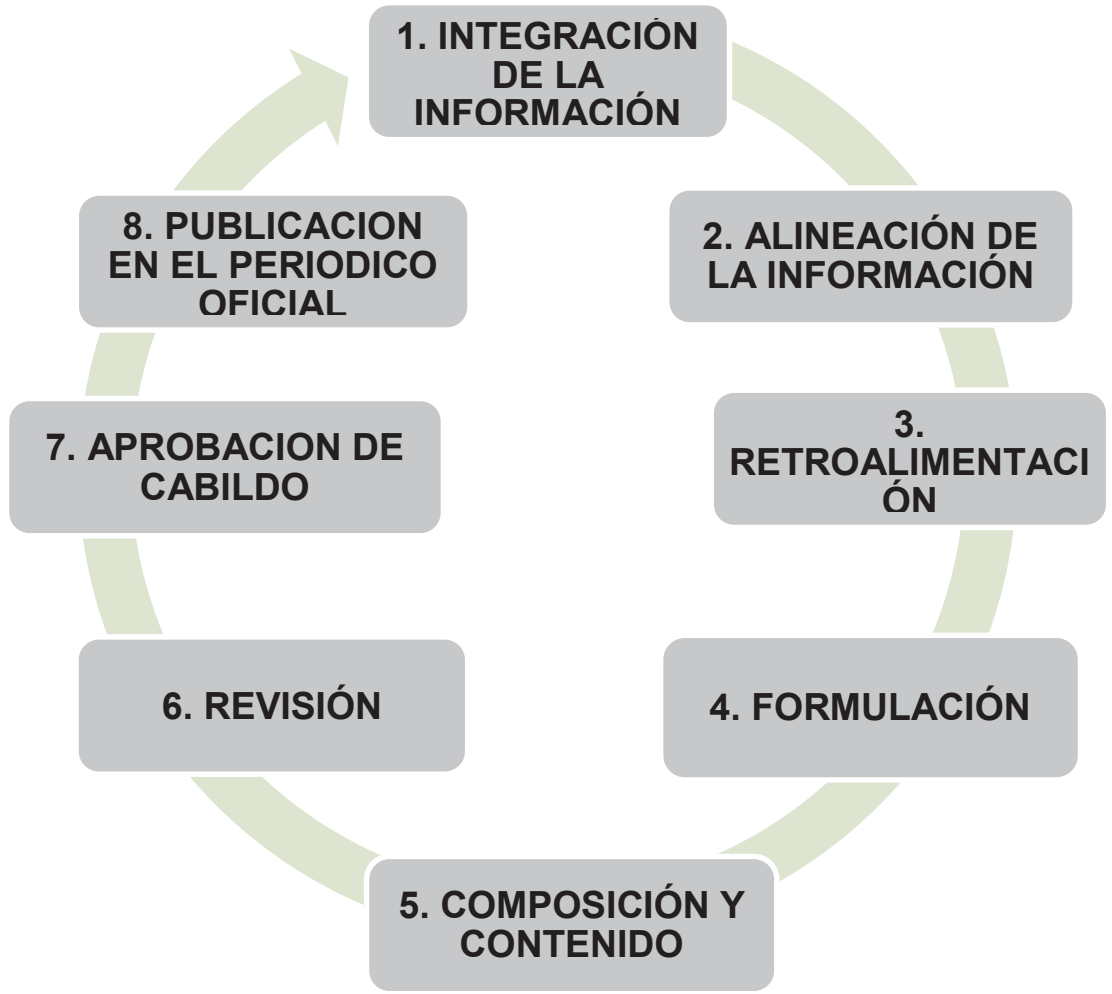 1. INTEGRACIÓN
DE LA
INFORMACIÓN
2. ALINEACIÓN DE
LA INFORMACIÓN
3.
RETROALIMENTACI
ÓN
4. FORMULACIÓN
5. COMPOSICIÓN Y
CONTENIDO
6. REVISIÓN
7. APROBACION DE
CABILDO
8. PUBLICACION
EN EL PERIODICO
OFICIAL